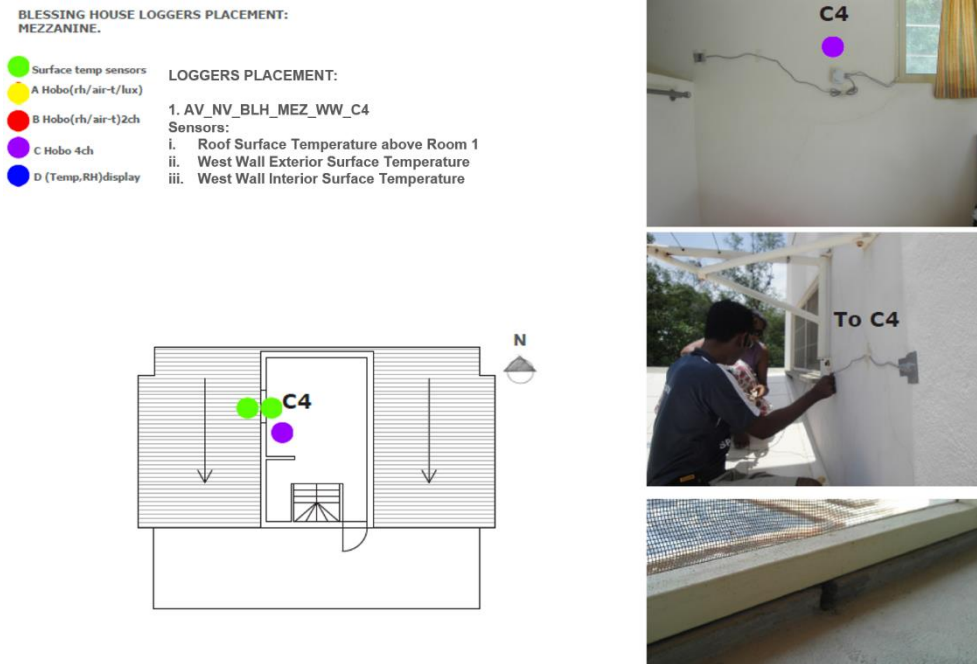 BLESSING HOUSE LOGGERS PLACEMENT:
MEZZANINE.
Surface temp sensors
A Hobo(rh/air-t/lux)
B Hobo(rh/air-t)2ch
C Hobo 4ch
D (Temp,RH)display
LOGGERS PLACEMENT:
1. AV_NV_BLH_MEZ_WW_C4
Sensors:
i. Roof Surface Temperature above Room 1
ii. West Wall Exterior Surface Temperature
iii. West Wall Interior Surface Temperature
C4
To C4
N
C4